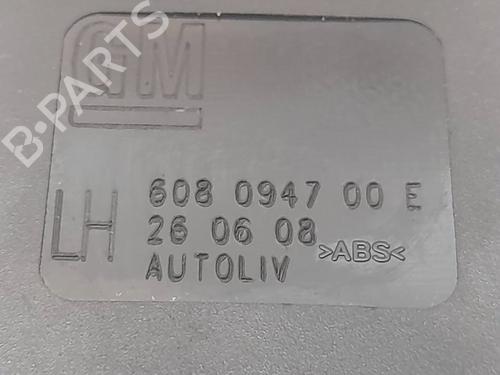 GM
B-PARTS
608 0947 00 E
LH
26 06 08
>ABS<
AUTOLIV